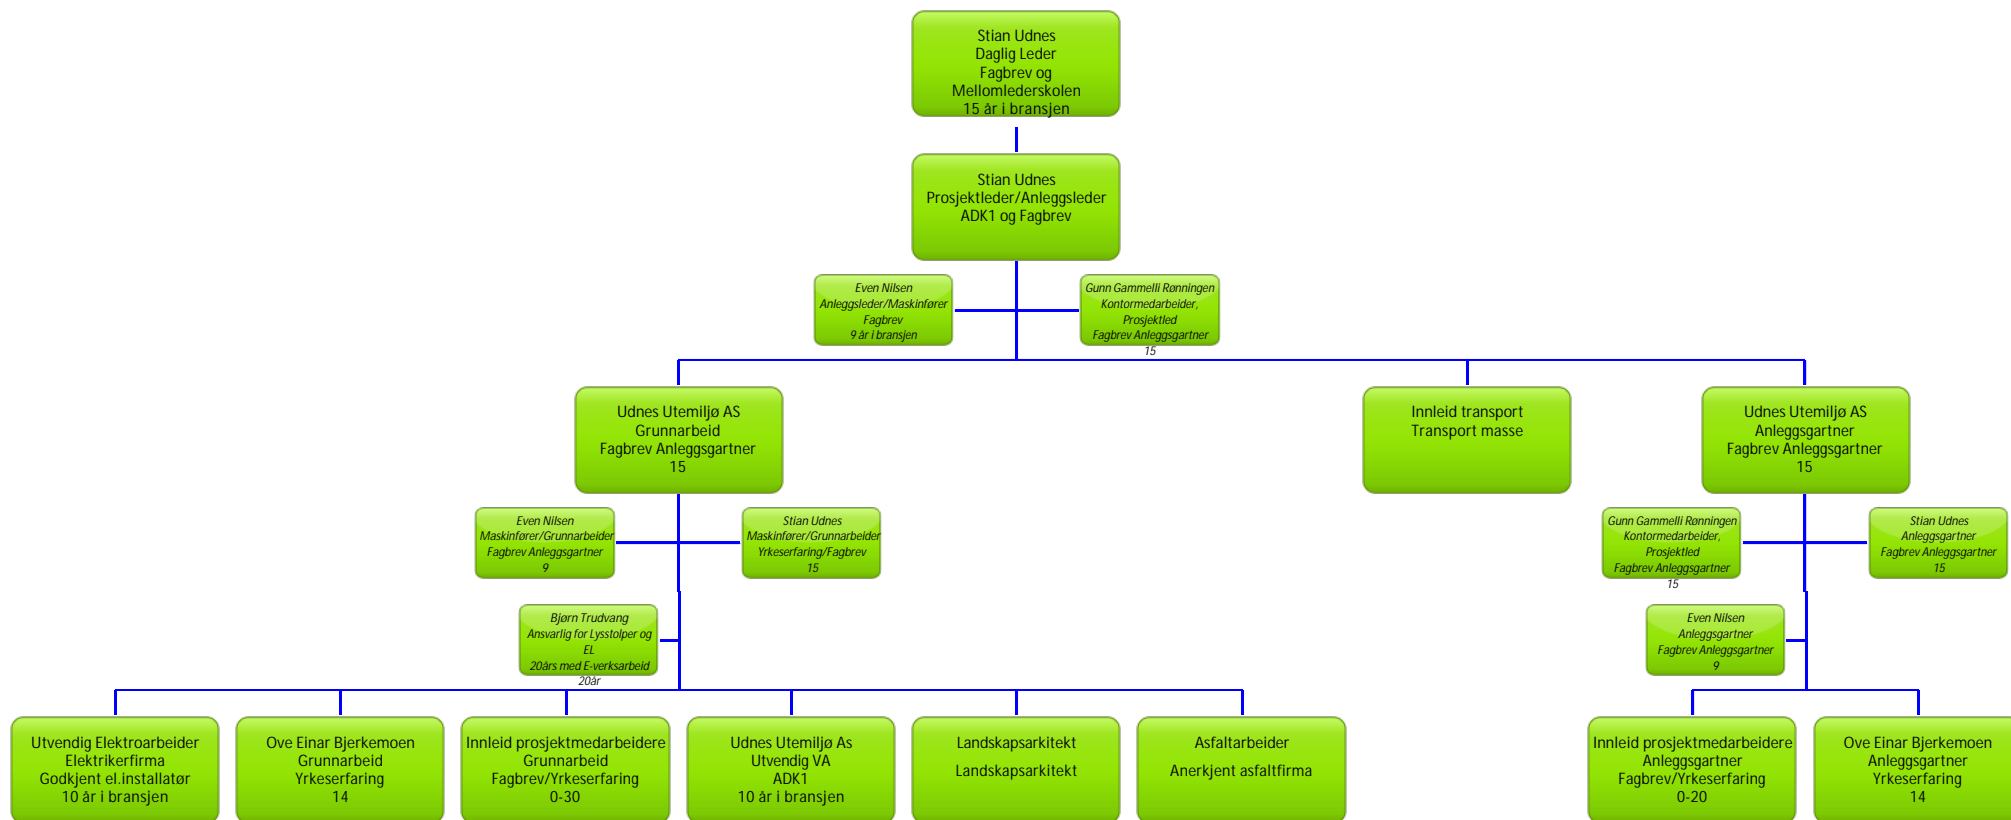 Stian Udnes
Daglig Leder
Fagbrev og
Mellomlederskolen
15 år i bransjen
Stian Udnes
Prosjektleder/Anleggsleder
ADK1 og Fagbrev
Even Nilsen
Anleggsleder/Maskinfører
Fagbrev
9 år i bransjen
Gunn Gammelli Rønningen
Kontormedarbeider,
Prosjektled
Fagbrev Anleggsgartner
15
Udnes Utemiljø AS
Grunnarbeid
Fagbrev Anleggsgartner
15
Innleid transport
Transport masse
Udnes Utemiljø AS
Anleggsgartner
Fagbrev Anleggsgartner
15
Even Nilsen
Maskinfører/Grunnarbeider
Fagbrev Anleggsgartner
9
Stian Udnes
Maskinfører/Grunnarbeider
Yrkeserfaring/Fagbrev
15
Gunn Gammelli Rønningen
Kontormedarbeider,
Prosjektled
Fagbrev Anleggsgartner
15
Stian Udnes
Anleggsgartner
Fagbrev Anleggsgartner
15
Bjørn Trudvang
Ansvarlig for Lysstolper og
EL
20års med E-verksarbeid
20år
Even Nilsen
Anleggsgartner
Fagbrev Anleggsgartner
9
Utvendig Elektroarbeider
Elektrikerfirma
Godkjent el.installatør
10 år i bransjen
Ove Einar Bjerkemoen
Grunnarbeid
Yrkeserfaring
14
Innleid prosjektmedarbeidere
Grunnarbeid
Fagbrev/Yrkeserfaring
0-30
Udnes Utemiljø As
Utvendig VA
ADK1
10 år i bransjen
Landskapsarkitekt
Landskapsarkitekt
Asfaltarbeider
Anerkjent asfaltfirma
Innleid prosjektmedarbeidere
Anleggsgartner
Fagbrev/Yrkeserfaring
0-20
Ove Einar Bjerkemoen
Anleggsgartner
Yrkeserfaring
14